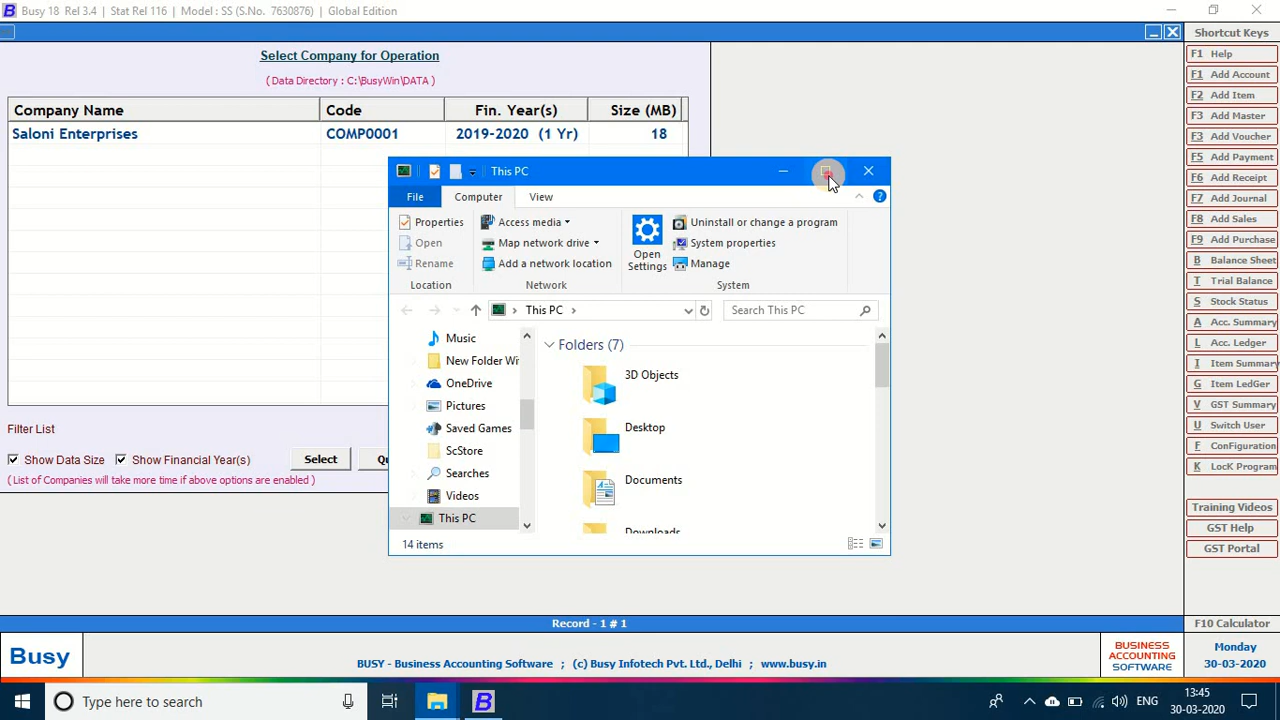 Busy 18 Rel 3.4 | Stat Rel 116 | Model : SS (S.No. 7630876) | Global Edition
Select Company for Operation
( Data Directory : C:\BusyWin\DATA )
Company Name Code Fin. Year(s) Size (MB)
Saloni Enterprises COMP0001 2019-2020 (1 Yr) 18
Filter List
Show Data Size Show Financial Year(s) Select Qu
( List of Companies will take more time if above options are enabled )
This PC
File Computer View
Properties
Open
Rename
Location
Access media
Map network drive
Add a network location
Network
Open Settings
Uninstall or change a program
System properties
Manage
System
This PC
Search This PC
Music
New Folder Wi
OneDrive
Pictures
Saved Games
ScStore
Searches
Videos
This PC
Folders (7)
3D Objects
Desktop
Documents
Downloads
14 items
Shortcut Keys
F1 Help
F1 Add Account
F2 Add Item
F3 Add Master
F3 Add Voucher
F5 Add Payment
F6 Add Receipt
F7 Add Journal
F8 Add Sales
F9 Add Purchase
B Balance Sheet
T Trial Balance
S Stock Status
A Acc. Summary
L Acc. Ledger
I Item Summary
G Item LedGer
V GST Summary
U Switch User
F ConFiguration
K LocK Program
Training Videos
GST Help
GST Portal
Record - 1 # 1
F10 Calculator
Busy
BUSY - Business Accounting Software ; (c) Busy Infotech Pvt. Ltd., Delhi ; www.busy.in
BUSINESS
ACCOUNTING
SOFTWARE
Monday
30-03-2020
Type here to search
ENG
13:45
30-03-2020